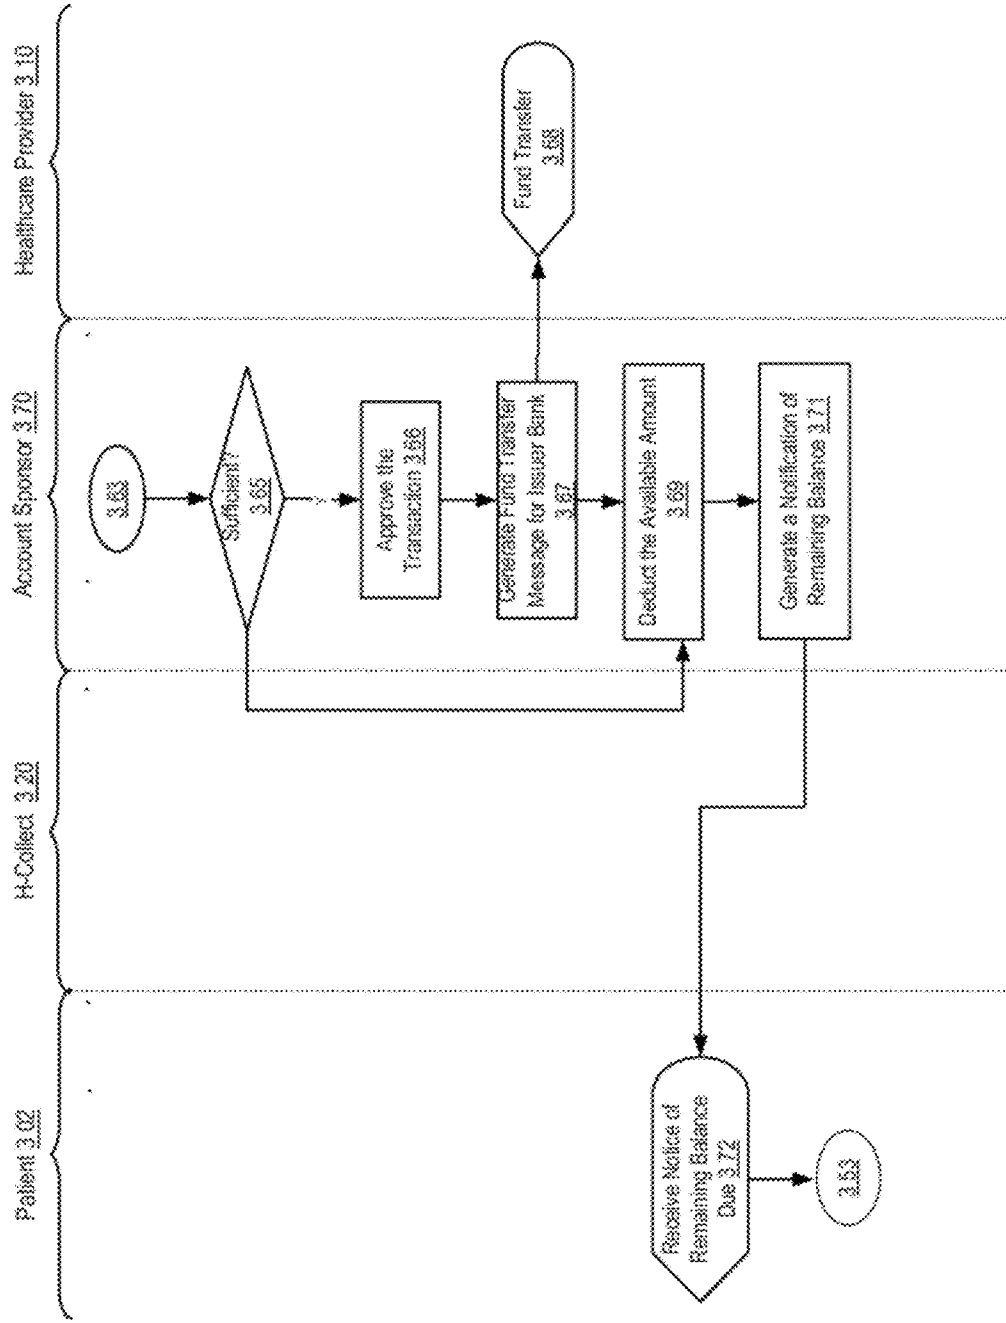 Patient 3.02
H-Collect 3.20
Account Sponsor 3.70
Healthcare Provider 3.10
3.63
Sufficient?
3.65
Y
Approve the
Transaction 3.66
Generate Fund Transfer
Message for Issuer Bank
3.67
Fund Transfer
3.68
Deduct the Available Amount
3.69
Generate a Notification of
Remaining Balance 3.71
Receive Notice of
Remaining Balance
Due 3.72
3.53